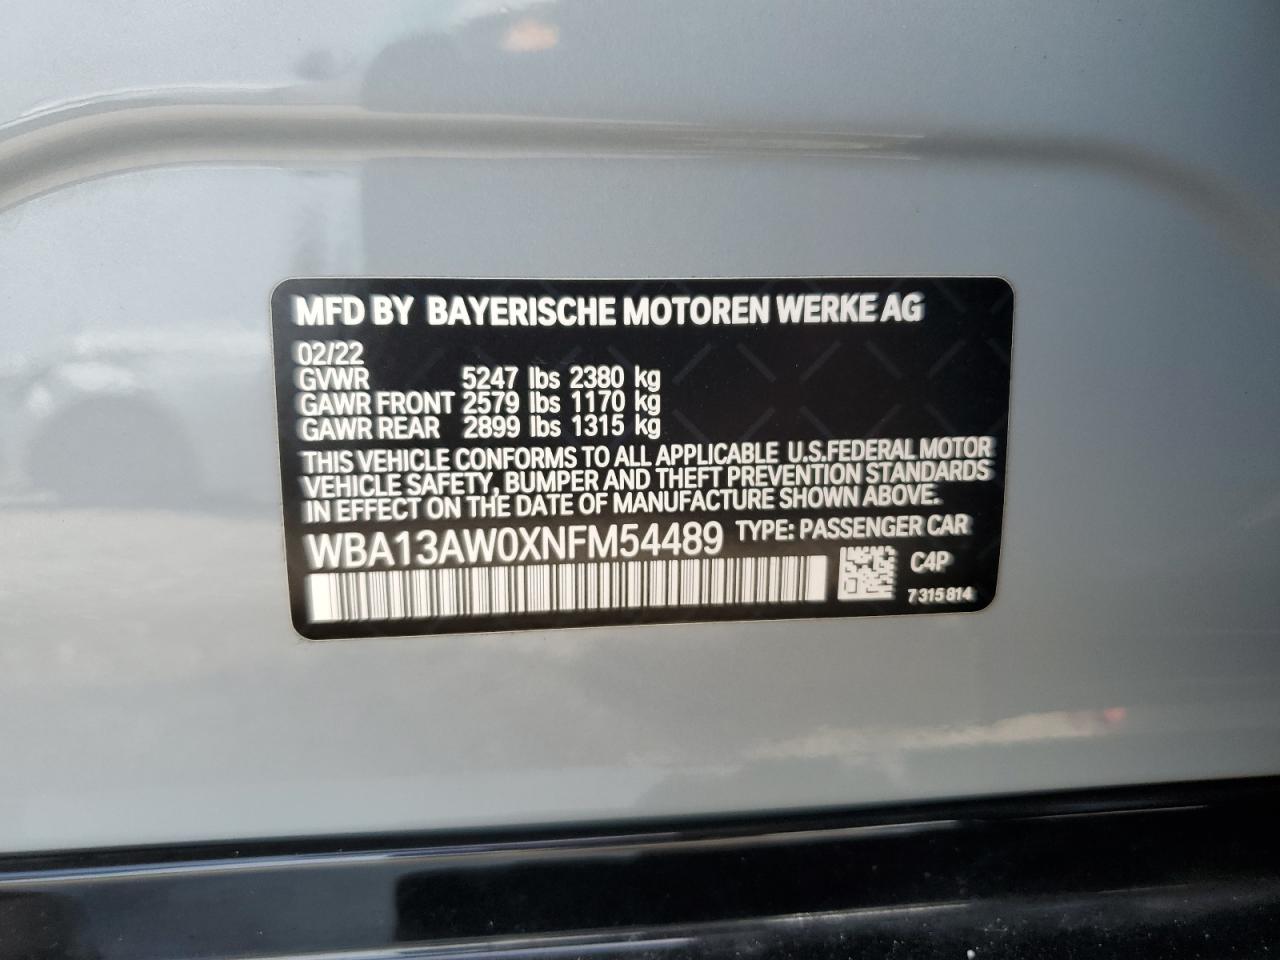 MFD BY BAYERISCHE MOTOREN WERKE AG
02/22
GVWR 5247 lbs 2380 kg
GAWR FRONT 2579 lbs 1170 kg
GAWR REAR 2899 lbs 1315 kg
THIS VEHICLE CONFORMS TO ALL APPLICABLE U.S.FEDERAL MOTOR
VEHICLE SAFETY, BUMPER AND THEFT PREVENTION STANDARDS
IN EFFECT ON THE DATE OF MANUFACTURE SHOWN ABOVE.
WBA13AW0XNFM54489 TYPE: PASSENGER CAR
C4P
7 315 814